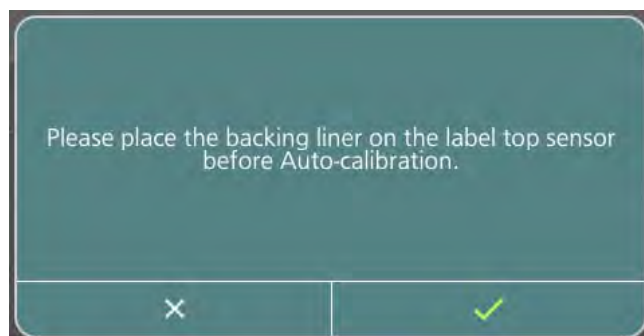 Please place the backing liner on the label top sensor
before Auto-calibration.